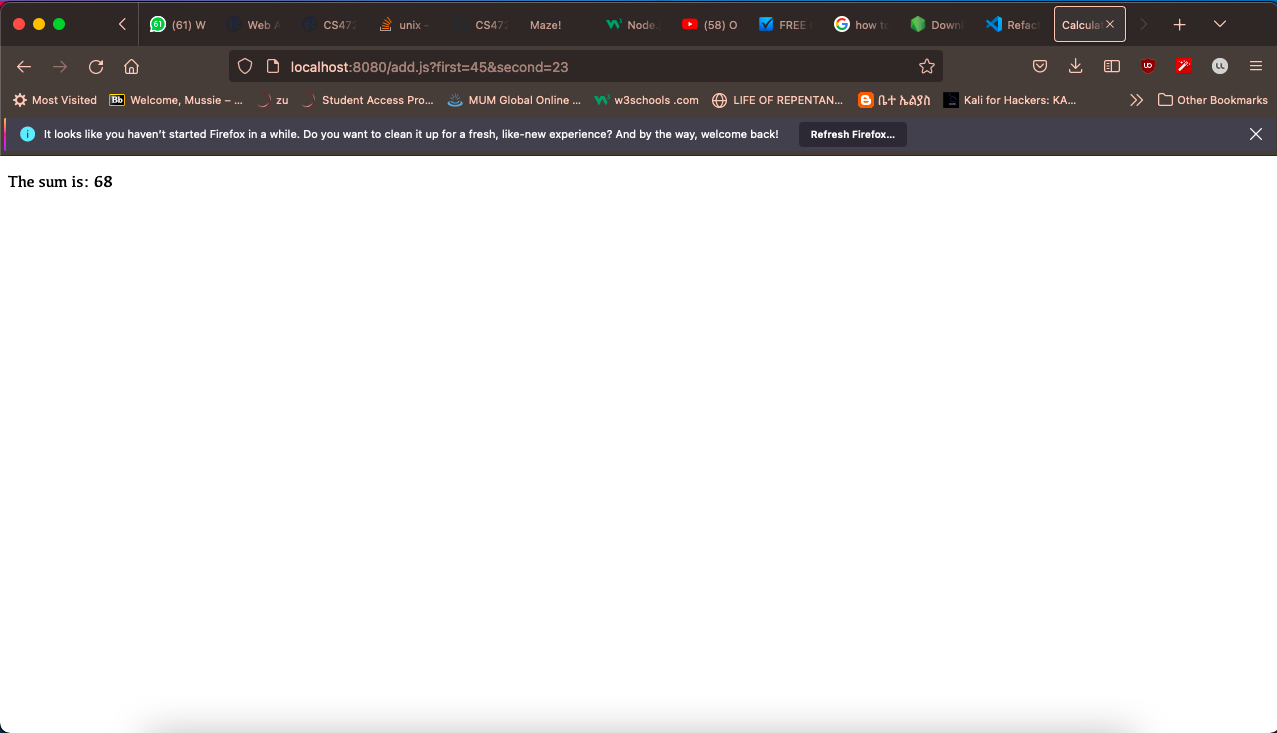 61 (61) W Web A CS472 unix - CS472 Maze! Node. (58) O FREE how to Downl Refact Calculat
localhost:8080/add.js?first=45&second=23
Most Visited Bb Welcome, Mussie – ... zu Student Access Pro... MUM Global Online ... w3schools .com LIFE OF REPENTAN... ቤተ ኤልያስ Kali for Hackers: KA... Other Bookmarks
It looks like you haven't started Firefox in a while. Do you want to clean it up for a fresh, like-new experience? And by the way, welcome back! Refresh Firefox...
The sum is: 68